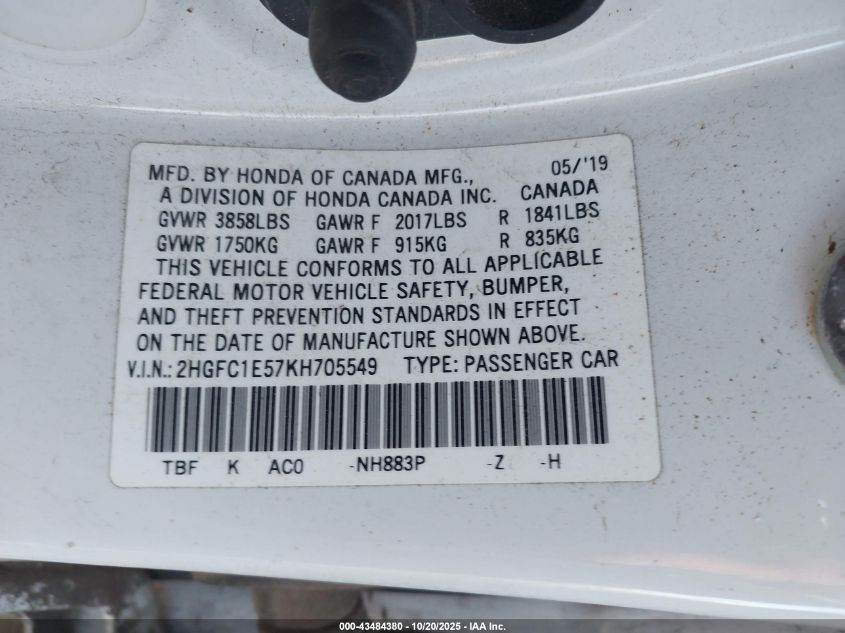 MFD. BY HONDA OF CANADA MFG., 05/'19
A DIVISION OF HONDA CANADA INC. CANADA
GVWR 3858LBS GAWR F 2017LBS R 1841LBS
GVWR 1750KG GAWR F 915KG R 835KG
THIS VEHICLE CONFORMS TO ALL APPLICABLE
FEDERAL MOTOR VEHICLE SAFETY, BUMPER,
AND THEFT PREVENTION STANDARDS IN EFFECT
ON THE DATE OF MANUFACTURE SHOWN ABOVE.
V.I.N.: 2HGFC1E57KH705549 TYPE: PASSENGER CAR
TBF K AC0 -NH883P -Z -H
000-43484380 - 10/20/2025 - IAA Inc.